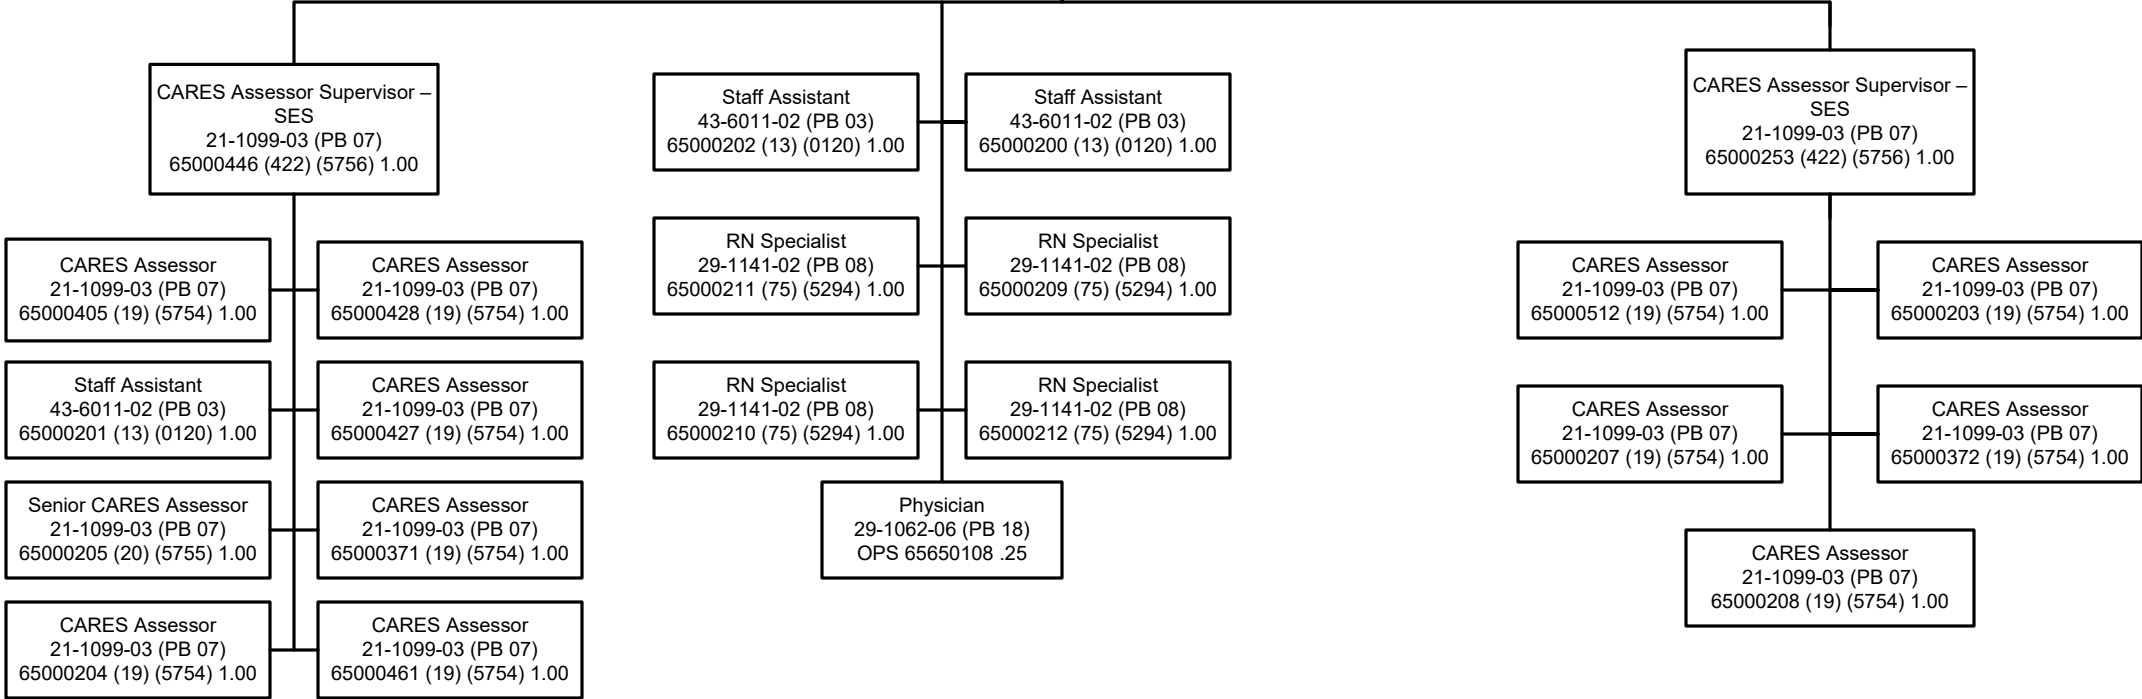 CARES Assessor Supervisor –
SES
21-1099-03 (PB 07)
65000446 (422) (5756) 1.00
CARES Assessor
21-1099-03 (PB 07)
65000405 (19) (5754) 1.00
CARES Assessor
21-1099-03 (PB 07)
65000428 (19) (5754) 1.00
Staff Assistant
43-6011-02 (PB 03)
65000201 (13) (0120) 1.00
CARES Assessor
21-1099-03 (PB 07)
65000427 (19) (5754) 1.00
Senior CARES Assessor
21-1099-03 (PB 07)
65000205 (20) (5755) 1.00
CARES Assessor
21-1099-03 (PB 07)
65000371 (19) (5754) 1.00
CARES Assessor
21-1099-03 (PB 07)
65000204 (19) (5754) 1.00
CARES Assessor
21-1099-03 (PB 07)
65000461 (19) (5754) 1.00
Staff Assistant
43-6011-02 (PB 03)
65000202 (13) (0120) 1.00
Staff Assistant
43-6011-02 (PB 03)
65000200 (13) (0120) 1.00
RN Specialist
29-1141-02 (PB 08)
65000211 (75) (5294) 1.00
RN Specialist
29-1141-02 (PB 08)
65000209 (75) (5294) 1.00
RN Specialist
29-1141-02 (PB 08)
65000210 (75) (5294) 1.00
RN Specialist
29-1141-02 (PB 08)
65000212 (75) (5294) 1.00
Physician
29-1062-06 (PB 18)
OPS 65650108 .25
CARES Assessor Supervisor –
SES
21-1099-03 (PB 07)
65000253 (422) (5756) 1.00
CARES Assessor
21-1099-03 (PB 07)
65000512 (19) (5754) 1.00
CARES Assessor
21-1099-03 (PB 07)
65000203 (19) (5754) 1.00
CARES Assessor
21-1099-03 (PB 07)
65000207 (19) (5754) 1.00
CARES Assessor
21-1099-03 (PB 07)
65000372 (19) (5754) 1.00
CARES Assessor
21-1099-03 (PB 07)
65000208 (19) (5754) 1.00